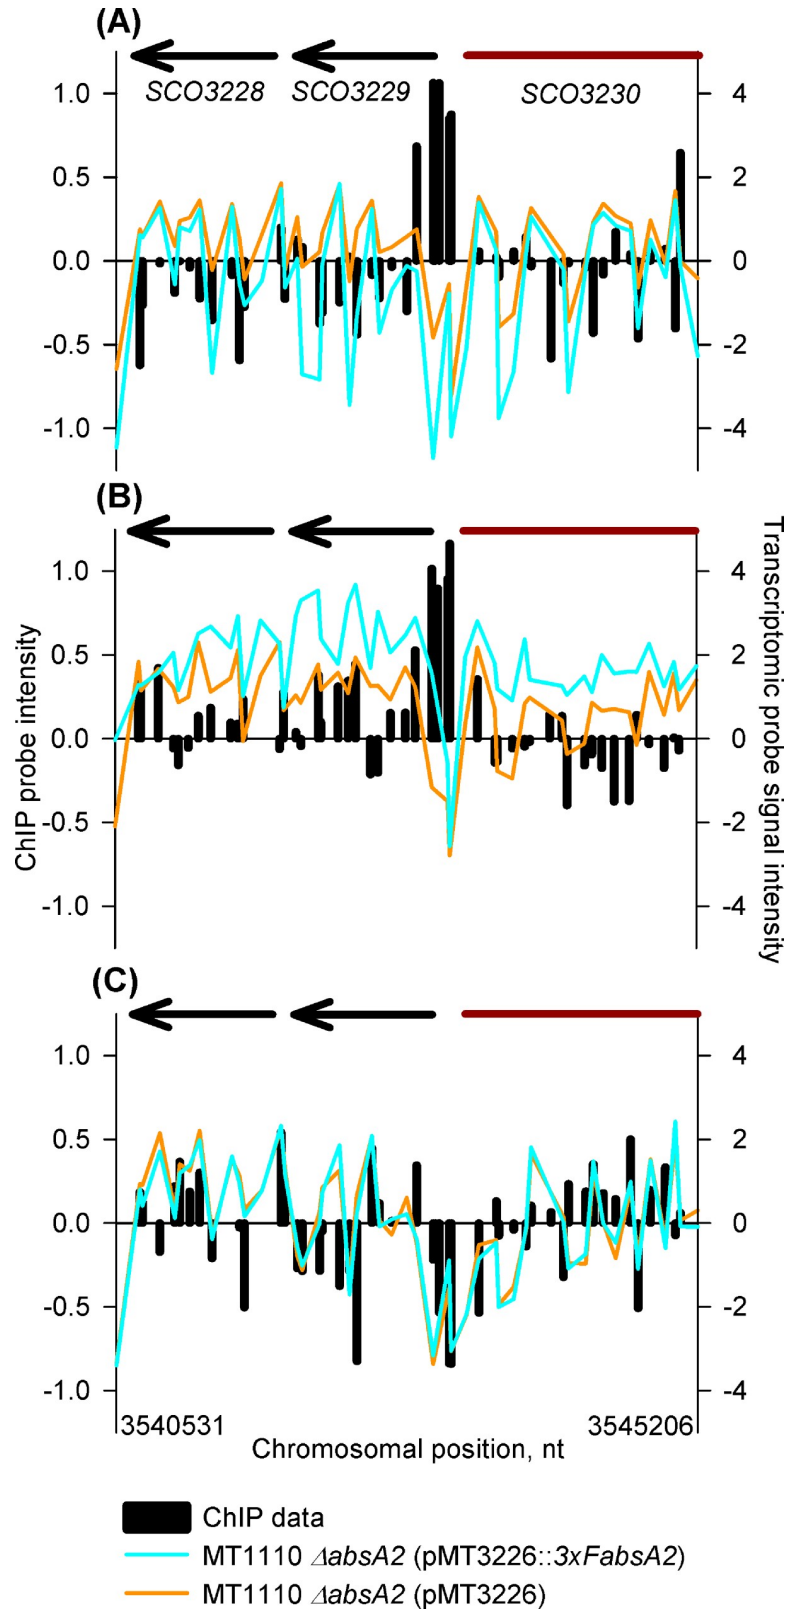 (A)
SCO3228 SCO3229 SCO3230
1.0 4
0.5 2
0.0 0
-0.5 -2
-1.0 -4
(B)
1.0 4
0.5 2
0.0 0
-0.5 -2
-1.0 -4
ChIP probe intensity
Transcriptomic probe signal intensity
(C)
1.0 4
0.5 2
0.0 0
-0.5 -2
-1.0 -4
3540531 3545206
Chromosomal position, nt
ChIP data
MT1110 ΔabsA2 (pMT3226::3xFabsA2)
MT1110 ΔabsA2 (pMT3226)